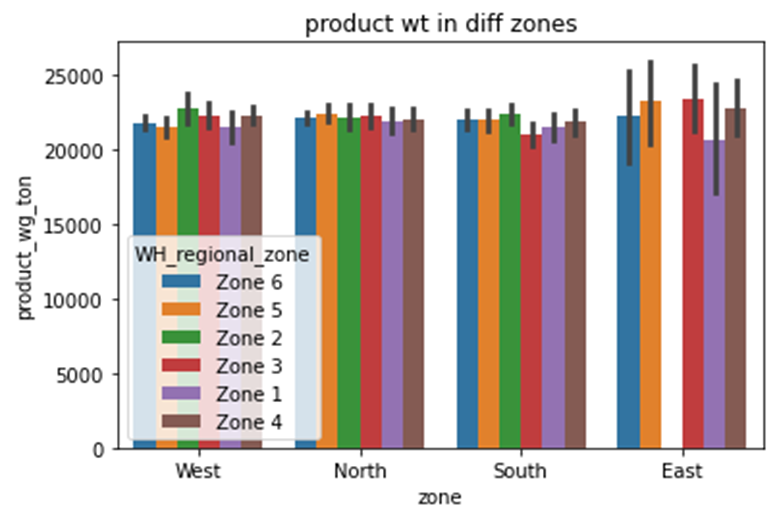 product wt in diff zones
25000
20000
15000
10000
5000
0
product_wg_ton
WH_regional_zone
Zone 6
Zone 5
Zone 2
Zone 3
Zone 1
Zone 4
West North South East
zone